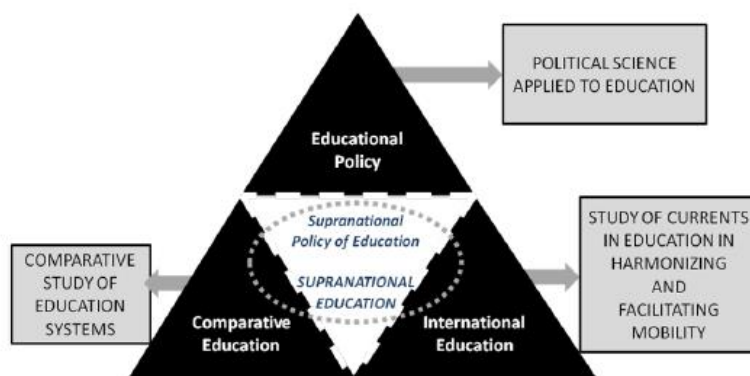 POLITICAL SCIENCE
APPLIED TO EDUCATION
Educational
Policy
Supranational
Policy of Education
SUPRANATIONAL
EDUCATION
COMPARATIVE
STUDY OF
EDUCATION
SYSTEMS
Comparative
Education
International
Education
STUDY OF CURRENTS
IN EDUCATION IN
HARMONIZING
AND
FACILITATING
MOBILITY